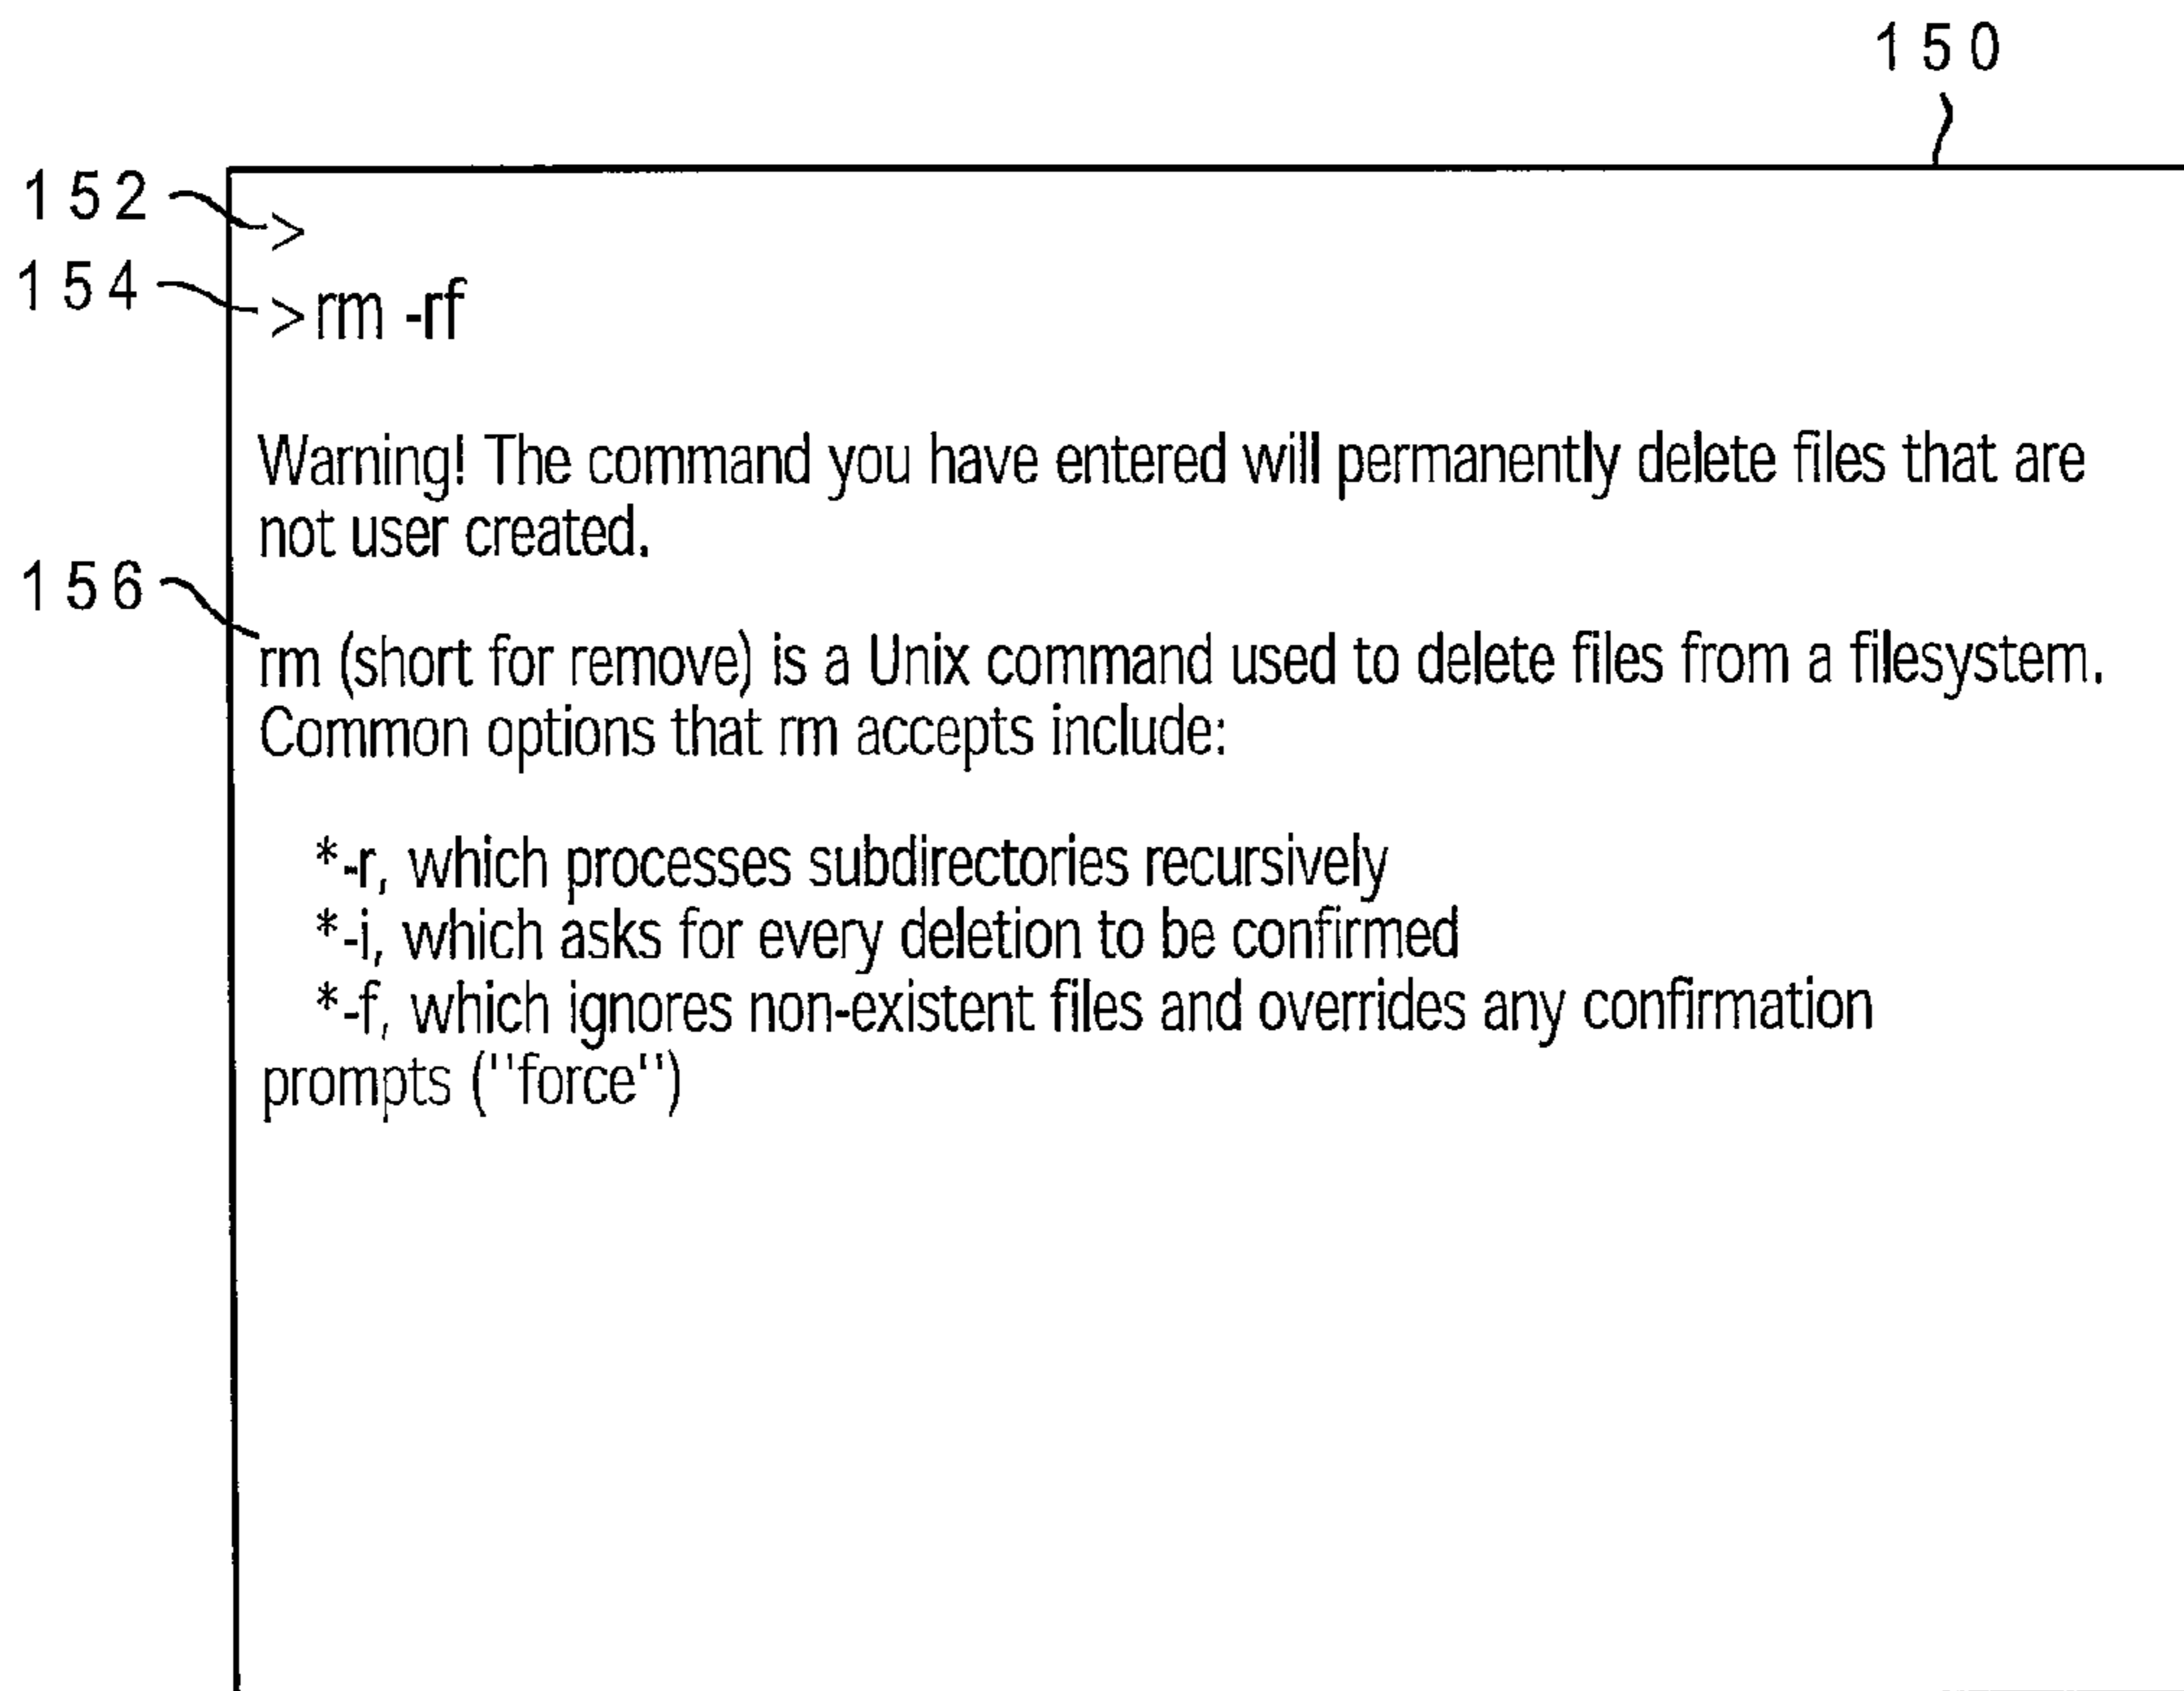 150
152
>
154
>rm -rf
Warning! The command you have entered will permanently delete files that are
not user created.
156
rm (short for remove) is a Unix command used to delete files from a filesystem.
Common options that rm accepts include:
*-r, which processes subdirectories recursively
*-i, which asks for every deletion to be confirmed
*-f, which ignores non-existent files and overrides any confirmation
prompts ("force")